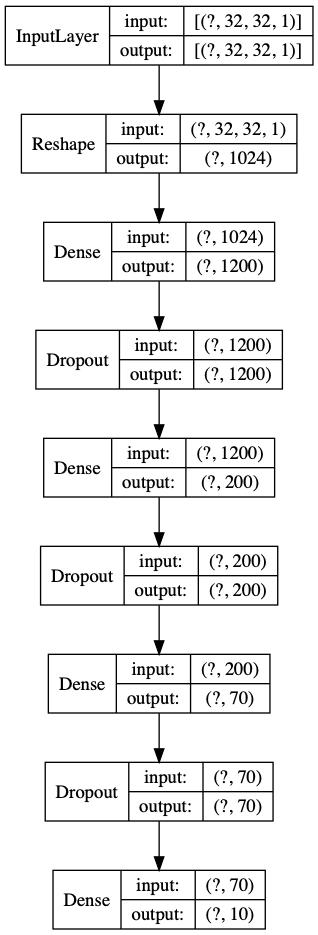 InputLayer input: [(?, 32, 32, 1)]
output: [(?, 32, 32, 1)]
Reshape input: (?, 32, 32, 1)
output: (?, 1024)
Dense input: (?, 1024)
output: (?, 1200)
Dropout input: (?, 1200)
output: (?, 1200)
Dense input: (?, 1200)
output: (?, 200)
Dropout input: (?, 200)
output: (?, 200)
Dense input: (?, 200)
output: (?, 70)
Dropout input: (?, 70)
output: (?, 70)
Dense input: (?, 70)
output: (?, 10)